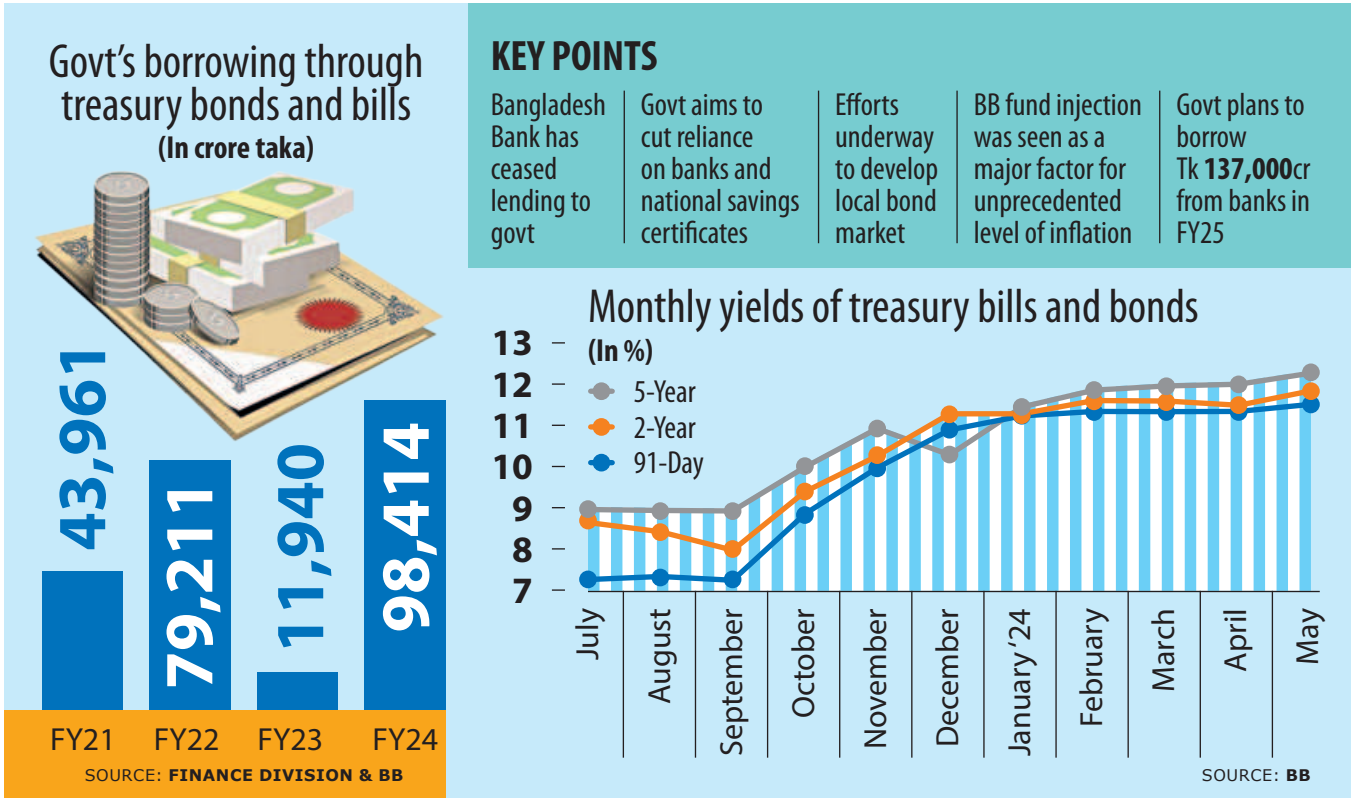 Govt's borrowing through
treasury bonds and bills
(In crore taka)
43,961
79,211
11,940
98,414
FY21
FY22
FY23
FY24
SOURCE: FINANCE DIVISION & BB
KEY POINTS
Bangladesh
Bank has
ceased
lending to
govt
Govt aims to
cut reliance
on banks and
national savings
certificates
Efforts
underway
to develop
local bond
market
BB fund injection
was seen as a
major factor for
unprecedented
level of inflation
Govt plans to
borrow
Tk 137,000cr
from banks in
FY25
Monthly yields of treasury bills and bonds
(In %)
5-Year
2-Year
91-Day
13
12
11
10
9
8
7
July
August
September
October
November
December
January '24
February
March
April
May
SOURCE: BB